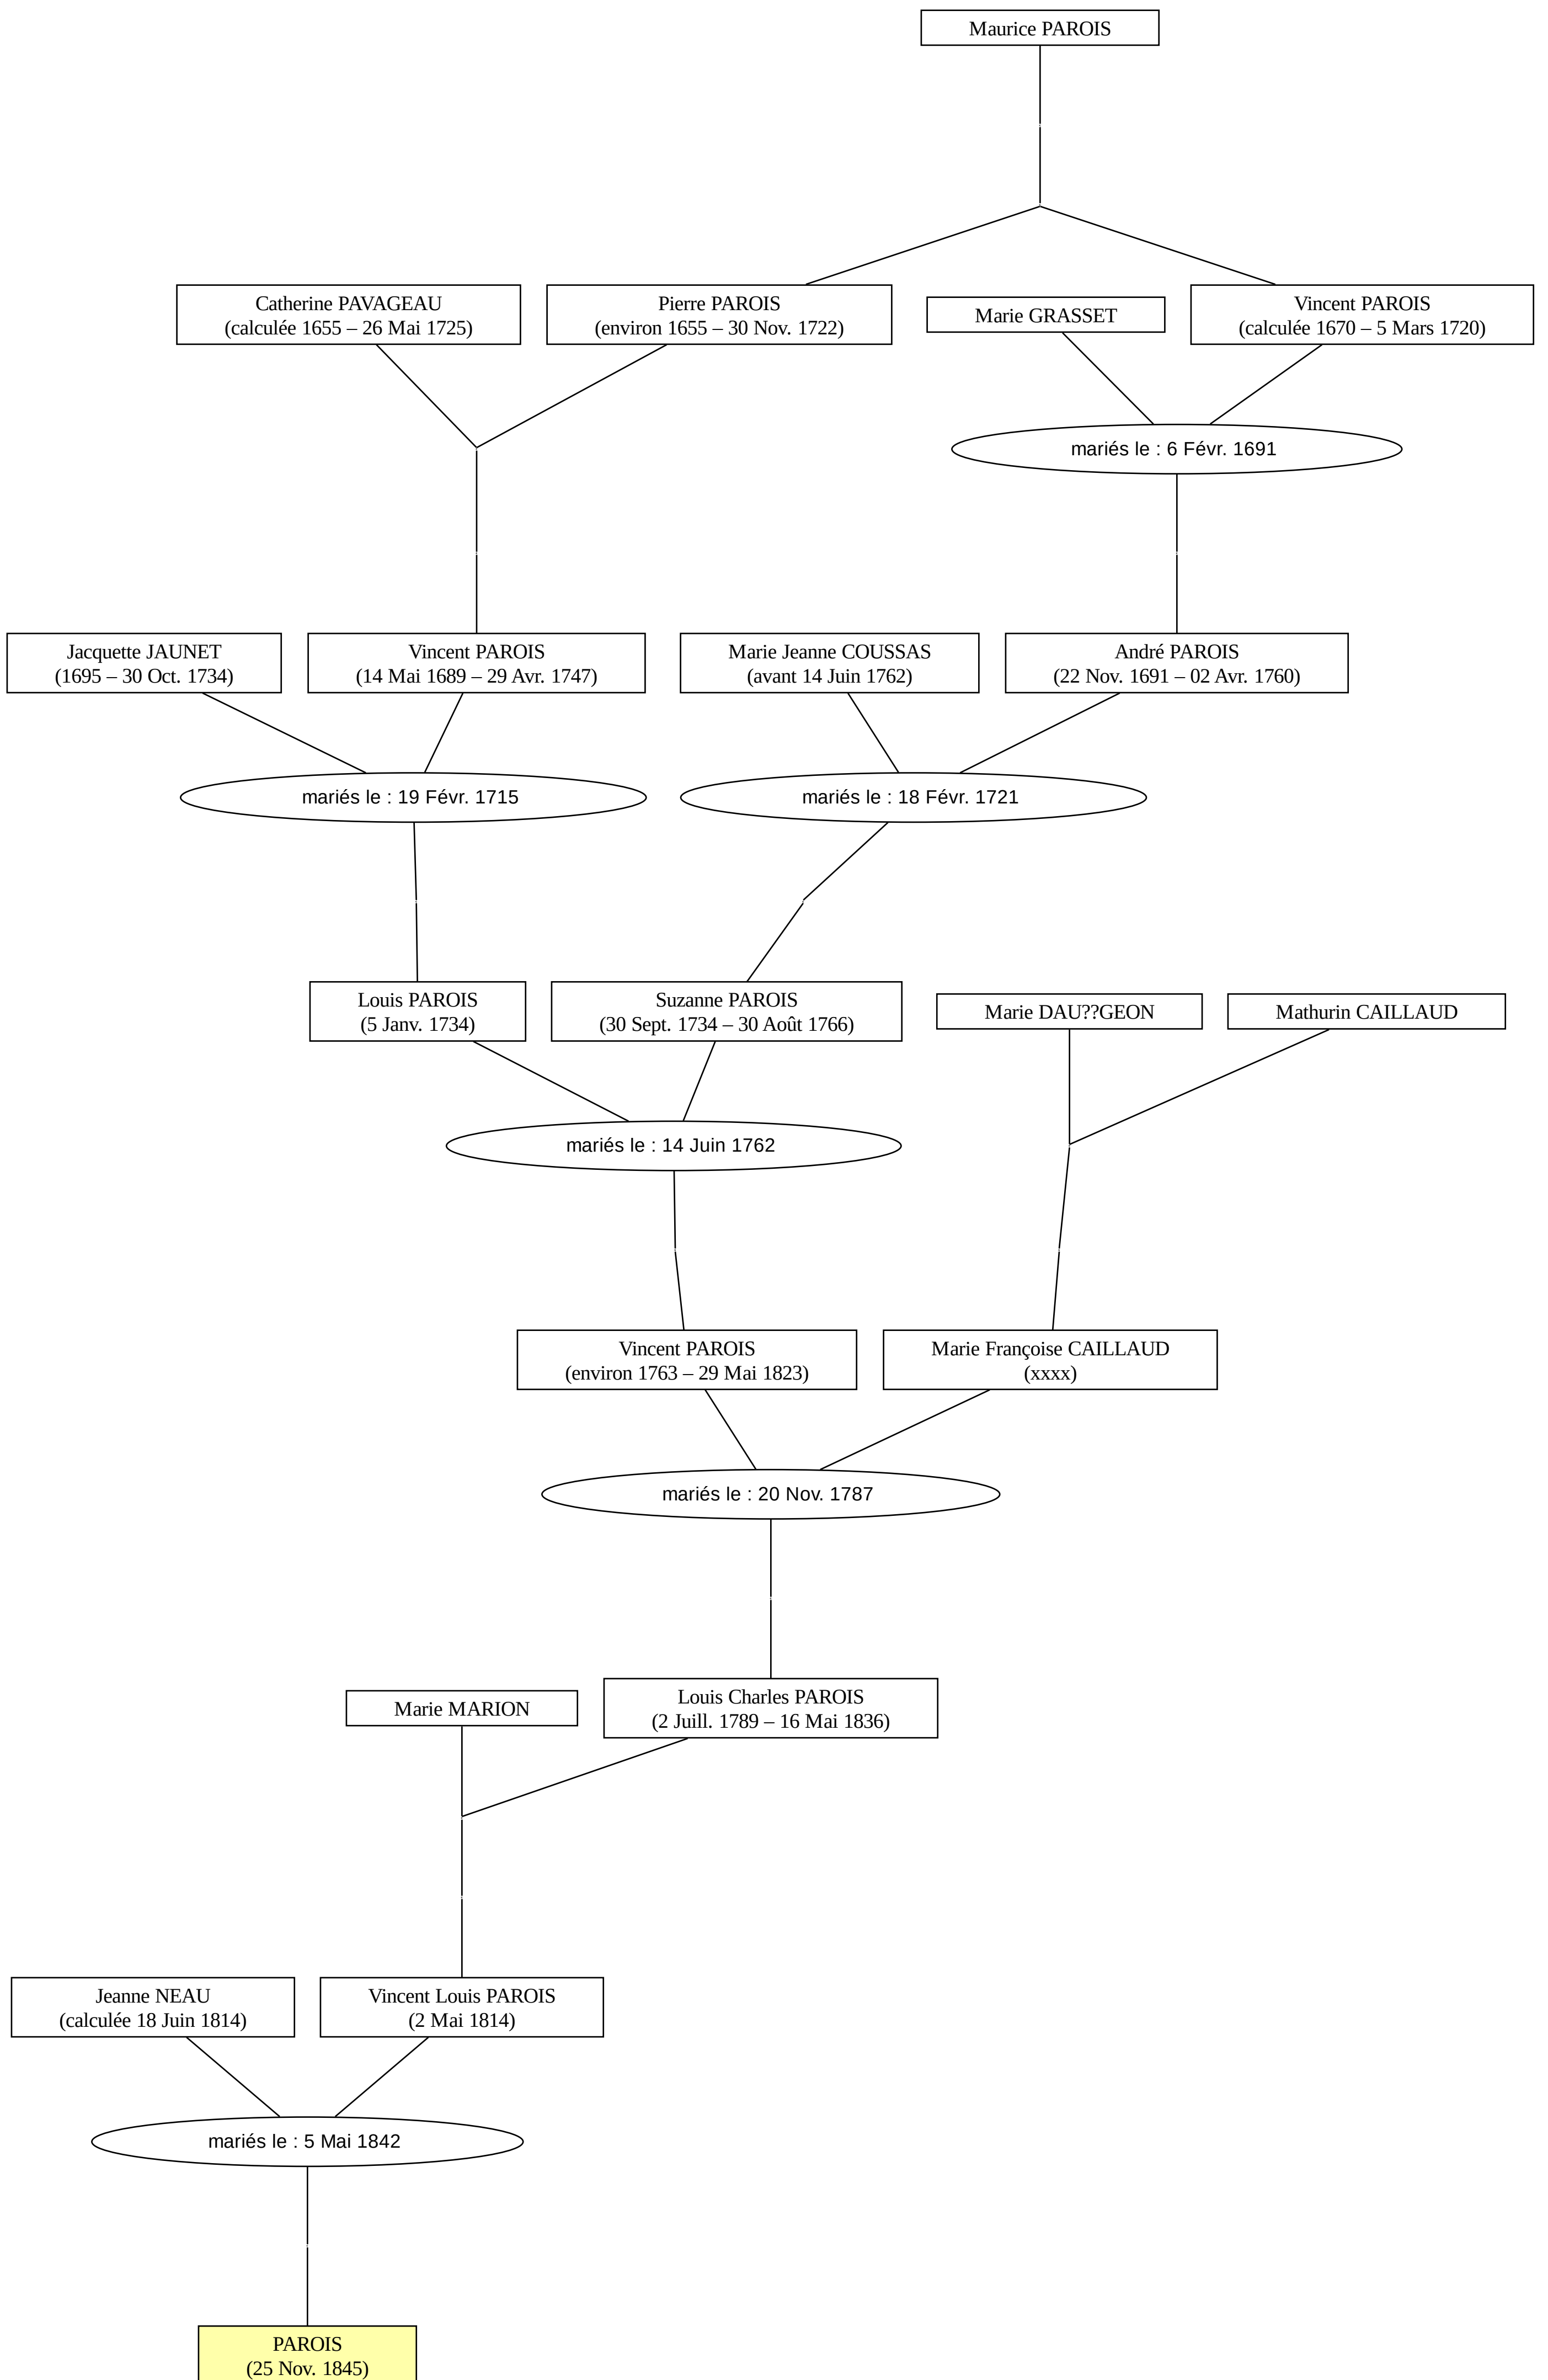 Maurice PAROIS
Catherine PAVAGEAU
(calculée 1655 – 26 Mai 1725)
Pierre PAROIS
(environ 1655 – 30 Nov. 1722)
Marie GRASSET
Vincent PAROIS
(calculée 1670 – 5 Mars 1720)
mariés le : 6 Févr. 1691
Jacquette JAUNET
(1695 – 30 Oct. 1734)
Vincent PAROIS
(14 Mai 1689 – 29 Avr. 1747)
Marie Jeanne COUSSAS
(avant 14 Juin 1762)
André PAROIS
(22 Nov. 1691 – 02 Avr. 1760)
mariés le : 19 Févr. 1715
mariés le : 18 Févr. 1721
Louis PAROIS
(5 Janv. 1734)
Suzanne PAROIS
(30 Sept. 1734 – 30 Août 1766)
Marie DAU??GEON
Mathurin CAILLAUD
mariés le : 14 Juin 1762
Vincent PAROIS
(environ 1763 – 29 Mai 1823)
Marie Françoise CAILLAUD
(xxxx)
mariés le : 20 Nov. 1787
Marie MARION
Louis Charles PAROIS
(2 Juill. 1789 – 16 Mai 1836)
Jeanne NEAU
(calculée 18 Juin 1814)
Vincent Louis PAROIS
(2 Mai 1814)
mariés le : 5 Mai 1842
PAROIS
(25 Nov. 1845)